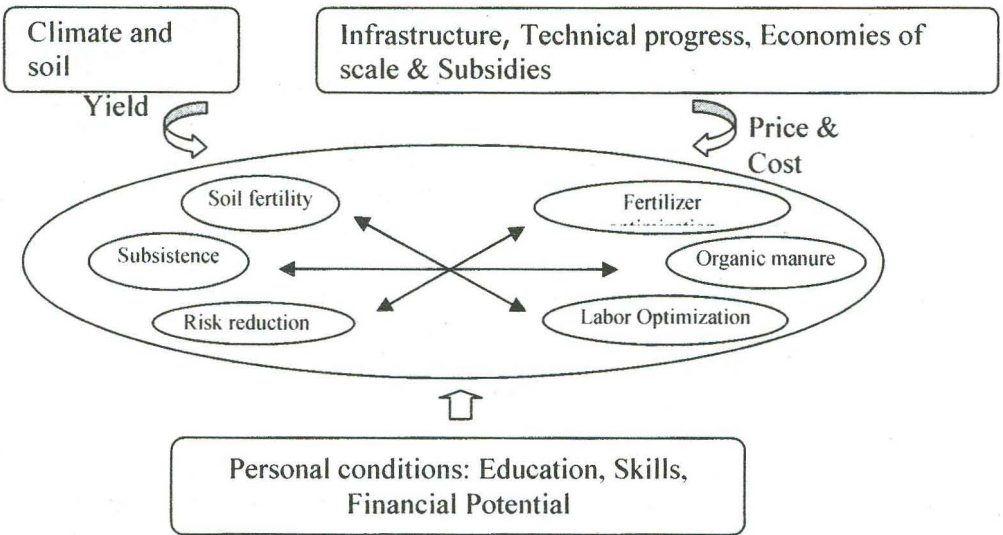 Climate and
soil
Infrastructure, Technical progress, Economies of
scale & Subsidies
Yield
Price &
Cost
Soil fertility
Fertilizer
Subsistence
Organic manure
Risk reduction
Labor Optimization
Personal conditions: Education, Skills,
Financial Potential